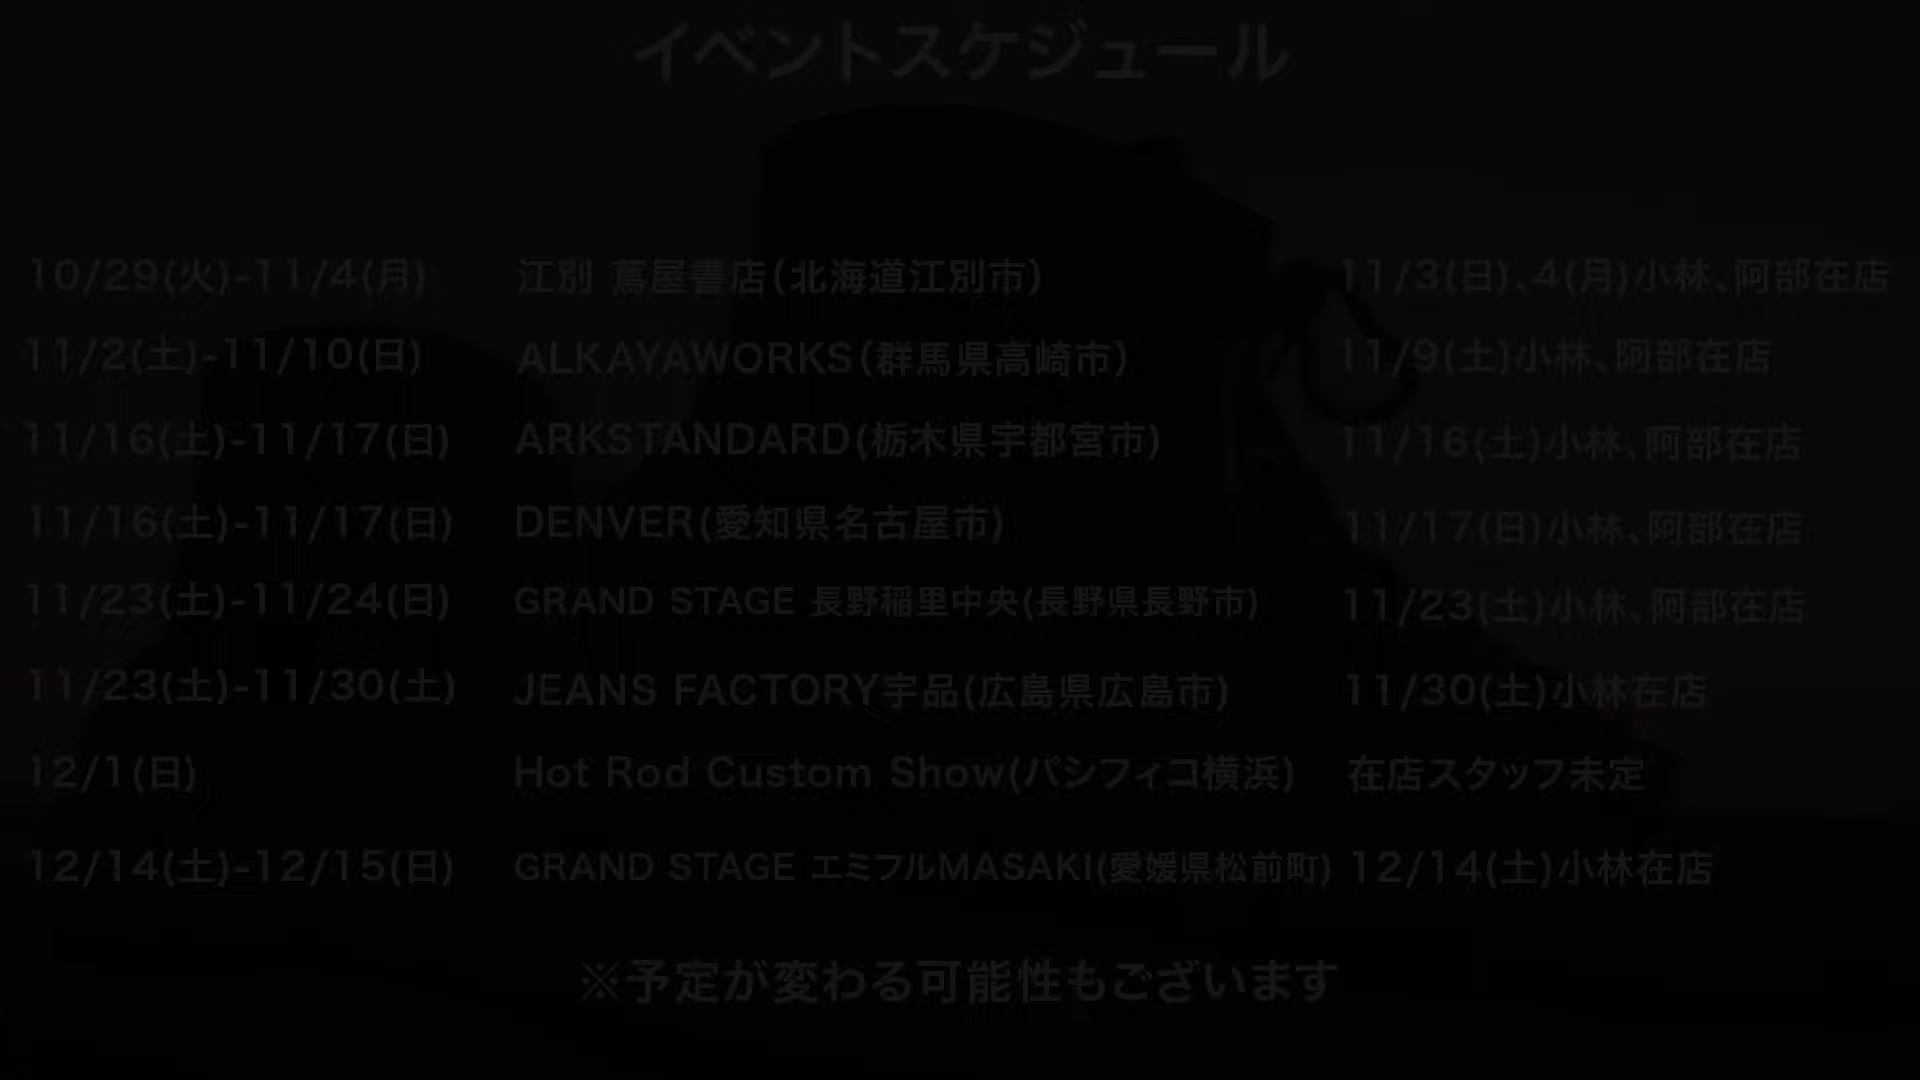 イベントスケジュール
10/29(火)-11/4(月) 江別 蔦屋書店(北海道江別市) 11/3(日)、4(月)小林、阿部在店
11/2(土)-11/10(日) ALKAYAWORKS(群馬県高崎市) 11/9(土)小林、阿部在店
11/16(土)-11/17(日) ARKSTANDARD(栃木県宇都宮市) 11/16(土)小林、阿部在店
11/16(土)-11/17(日) DENVER(愛知県名古屋市) 11/17(日)小林、阿部在店
11/23(土)-11/24(日) GRAND STAGE 長野稲里中央(長野県長野市) 11/23(土)小林、阿部在店
11/23(土)-11/30(土) JEANS FACTORY宇品(広島県広島市) 11/30(土)小林在店
12/1(日) Hot Rod Custom Show(パシフィコ横浜) 在店スタッフ未定
12/14(土)-12/15(日) GRAND STAGE エミフルMASAKI(愛媛県松前町) 12/14(土)小林在店
※予定が変わる可能性もございます